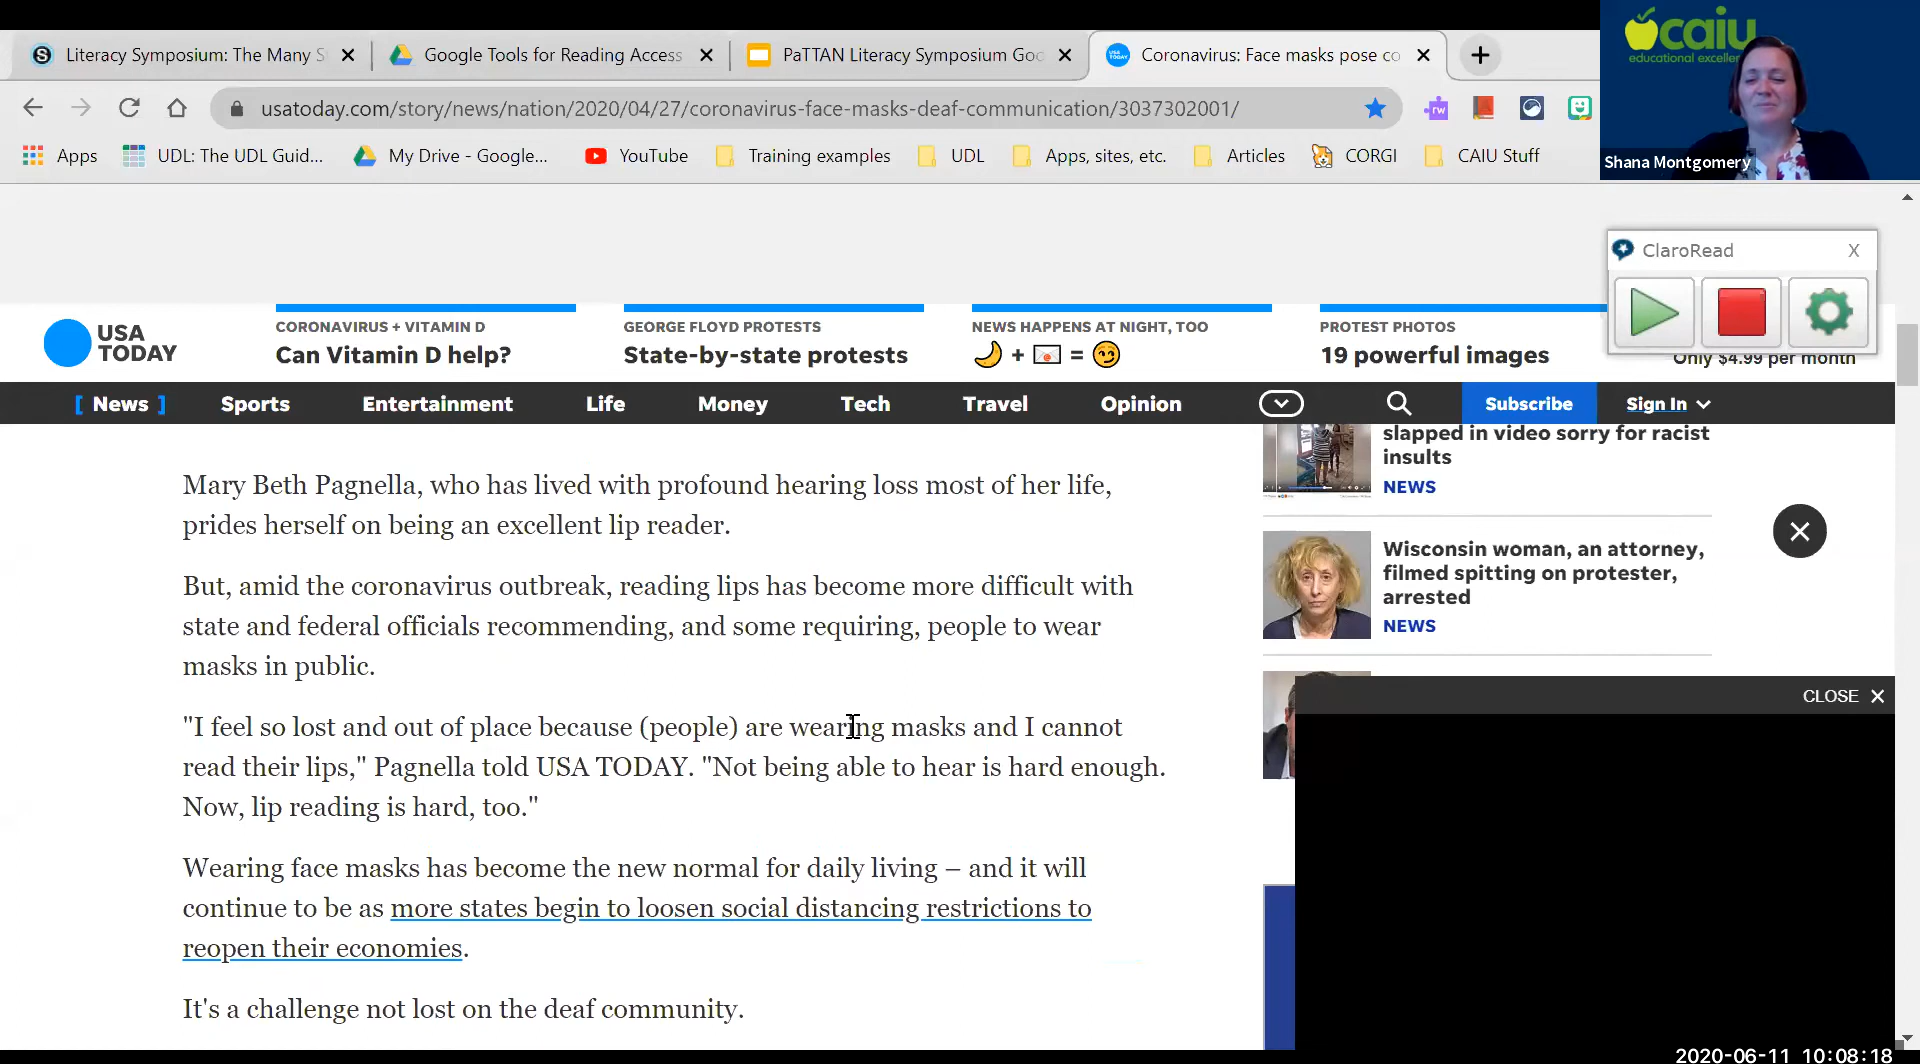 Literacy Symposium: The Many S
Google Tools for Reading Access
PaTTAN Literacy Symposium Goo
Coronavirus: Face masks pose co
caiu
educational excelle
usatoday.com/story/news/nation/2020/04/27/coronavirus-face-masks-deaf-communication/3037302001/
rw
Apps
UDL: The UDL Guid...
My Drive - Google...
YouTube
Training examples
UDL
Apps, sites, etc.
Articles
CORGI
CAIU Stuff
Shana Montgomery
ClaroRead
X
USA
TODAY
CORONAVIRUS + VITAMIN D
Can Vitamin D help?
GEORGE FLOYD PROTESTS
State-by-state protests
NEWS HAPPENS AT NIGHT, TOO
+ =
PROTEST PHOTOS
19 powerful images
Only $4.99 per month
[ News ]
Sports
Entertainment
Life
Money
Tech
Travel
Opinion
Subscribe
Sign In
Mary Beth Pagnella, who has lived with profound hearing loss most of her life,
prides herself on being an excellent lip reader.
But, amid the coronavirus outbreak, reading lips has become more difficult with
state and federal officials recommending, and some requiring, people to wear
masks in public.
"I feel so lost and out of place because (people) are wearing masks and I cannot
read their lips," Pagnella told USA TODAY. "Not being able to hear is hard enough.
Now, lip reading is hard, too."
Wearing face masks has become the new normal for daily living – and it will
continue to be as more states begin to loosen social distancing restrictions to
reopen their economies.
It's a challenge not lost on the deaf community.
slapped in video sorry for racist
insults
NEWS
Wisconsin woman, an attorney,
filmed spitting on protester,
arrested
NEWS
CLOSE
2020-06-11 10:08:18